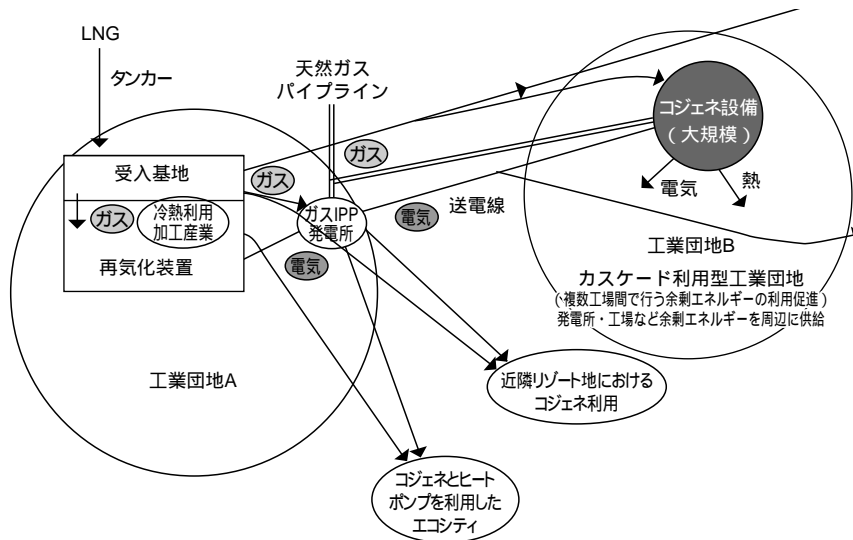 LNG
タンカー
天然ガス
パイプライン
コジェネ設備
（大規模）
ガス
受入基地
ガス
電気
熱
ガス
冷熱利用
加工産業
ガスIPP
発電所
電気
送電線
工業団地B
再気化装置
電気
カスケード利用型工業団地
（複数工場間で行う余剰エネルギーの利用促進）
発電所・工場など余剰エネルギーを周辺に供給
工業団地A
近隣リゾート地における
コジェネ利用
コジェネとヒート
ポンプを利用した
エコシティ